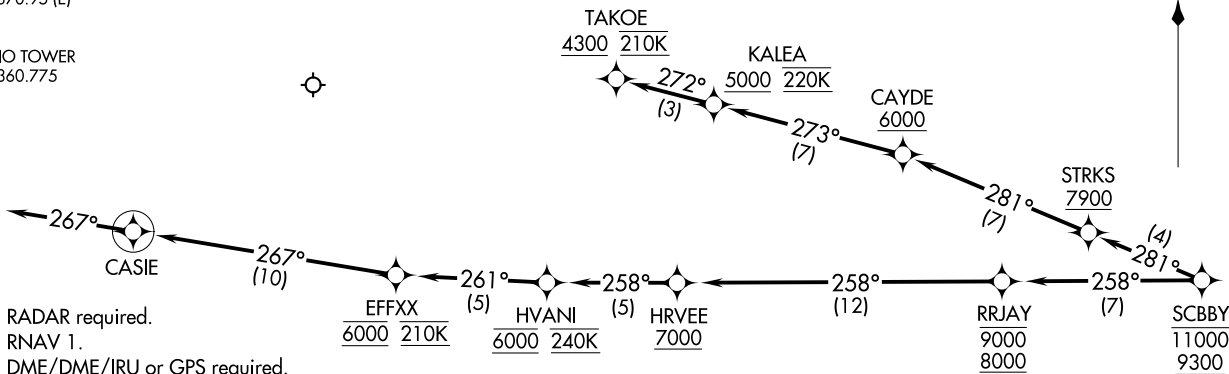 370.75 (E)
IO TOWER
360.775
TAKOE
4300 210K
272°
(3)
KALEA
5000 220K
273°
(7)
CAYDE
6000
281°
(7)
STRKS
7900
(4)
281°
267°
CASIE
267°
(10)
EFFXX
6000 210K
261°
(5)
HVANI
6000 240K
258°
(5)
HRVEE
7000
258°
(12)
RRJAY
9000
8000
258°
(7)
SCBBY
11000
9300
RADAR required.
RNAV 1.
DME/DME/IRU or GPS required.